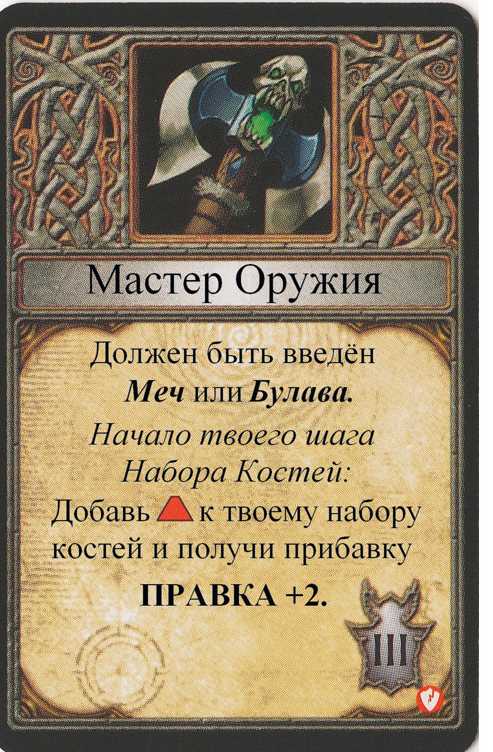 Мастер Оружия
Должен быть введён
Меч или Булава.
Начало твоего шага
Набора Костей:
Добавь к твоему набору
костей и получи прибавку
ПРАВКА +2.
III